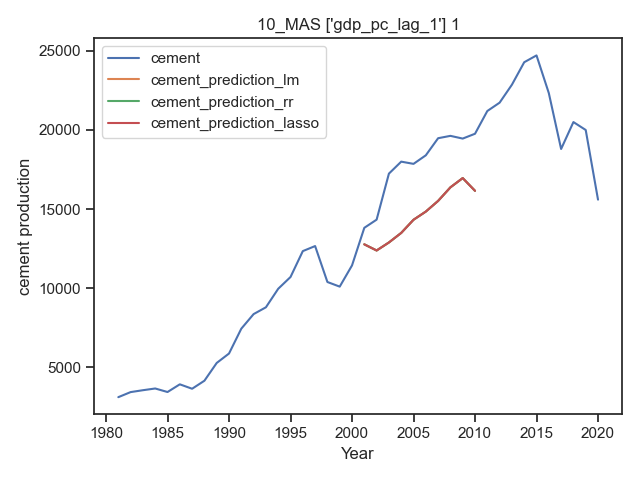 10_MAS ['gdp_pc_lag_1'] 1
cement
cement_prediction_lm
cement_prediction_rr
cement_prediction_lasso
cement production
25000
20000
15000
10000
5000
1980 1985 1990 1995 2000 2005 2010 2015 2020
Year